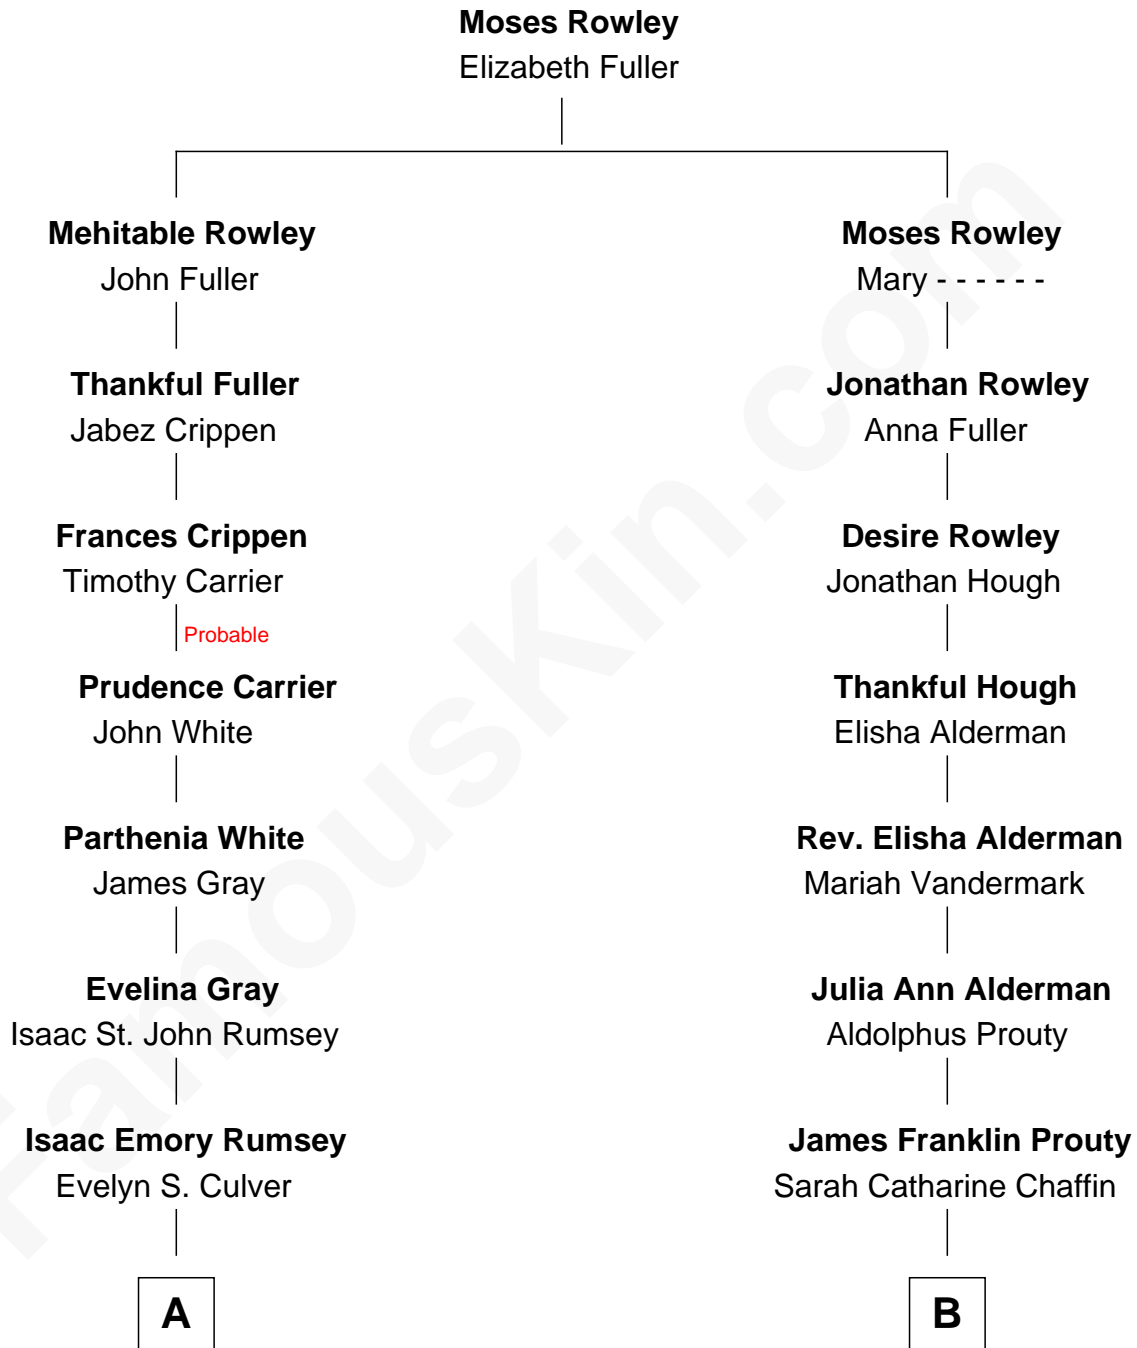 Moses Rowley
Elizabeth Fuller
Mehitable Rowley
John Fuller
Moses Rowley
Mary - - - - - -
Thankful Fuller
Jabez Crippen
Jonathan Rowley
Anna Fuller
Frances Crippen
Timothy Carrier
Desire Rowley
Jonathan Hough
Probable
Prudence Carrier
John White
Thankful Hough
Elisha Alderman
Parthenia White
James Gray
Rev. Elisha Alderman
Mariah Vandermark
Evelina Gray
Isaac St. John Rumsey
Julia Ann Alderman
Aldolphus Prouty
Isaac Emory Rumsey
Evelyn S. Culver
James Franklin Prouty
Sarah Catharine Chaffin
A
B
FamousKin.com